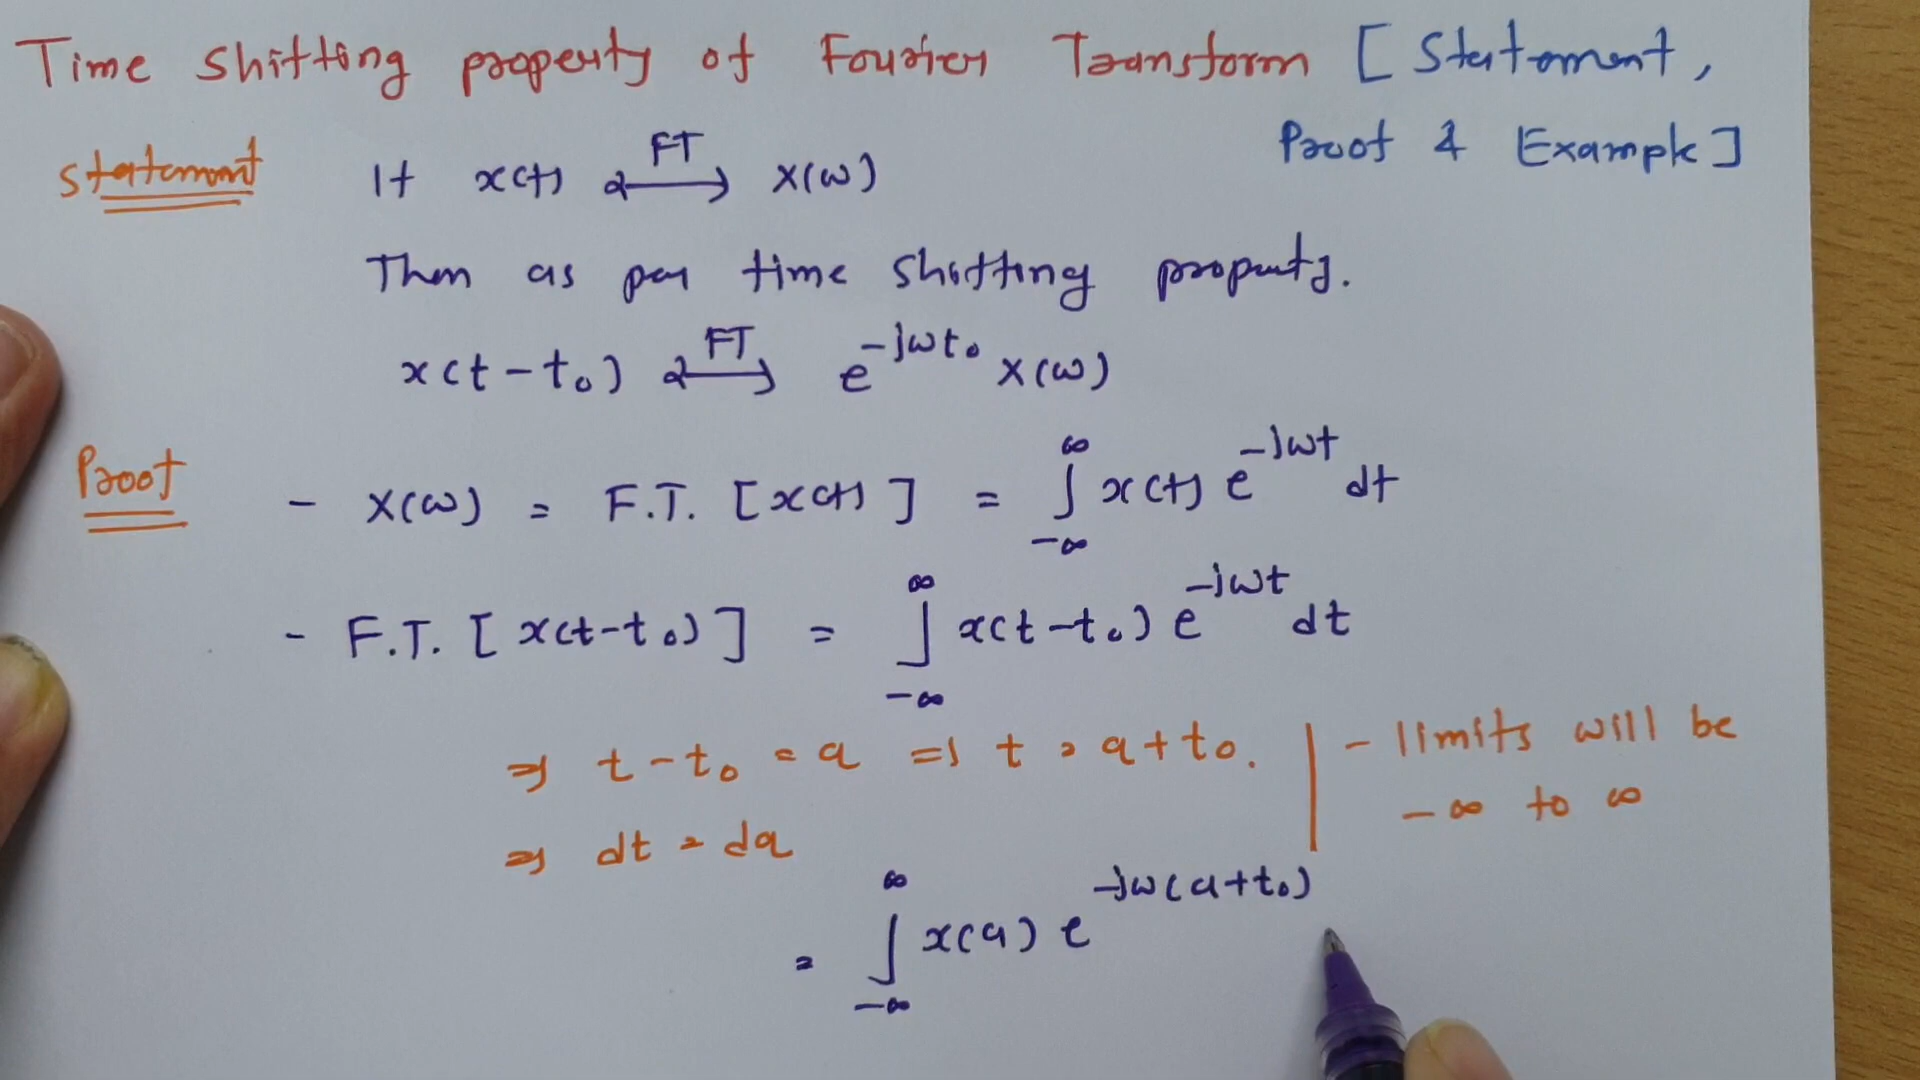 Time Shifting property of Fourier Transform [Statement,
Proof & Example]
Statement If x(t) ⟷ X(ω)
FT
Then as per time shifting property.
x(t-t₀) ⟷ e^{-jωt₀} X(ω)
FT
Proof - X(ω) = F.T. [x(t)] = ∫_{-∞}^{∞} x(t) e^{-jωt} dt
- F.T. [x(t-t₀)] = ∫_{-∞}^{∞} x(t-t₀) e^{-jωt} dt
⇒ t-t₀ = a ⇒ t = a+t₀. | - limits will be
⇒ dt = da -∞ to ∞
= ∫_{-∞}^{∞} x(a) e^{-jω(a+t₀)}